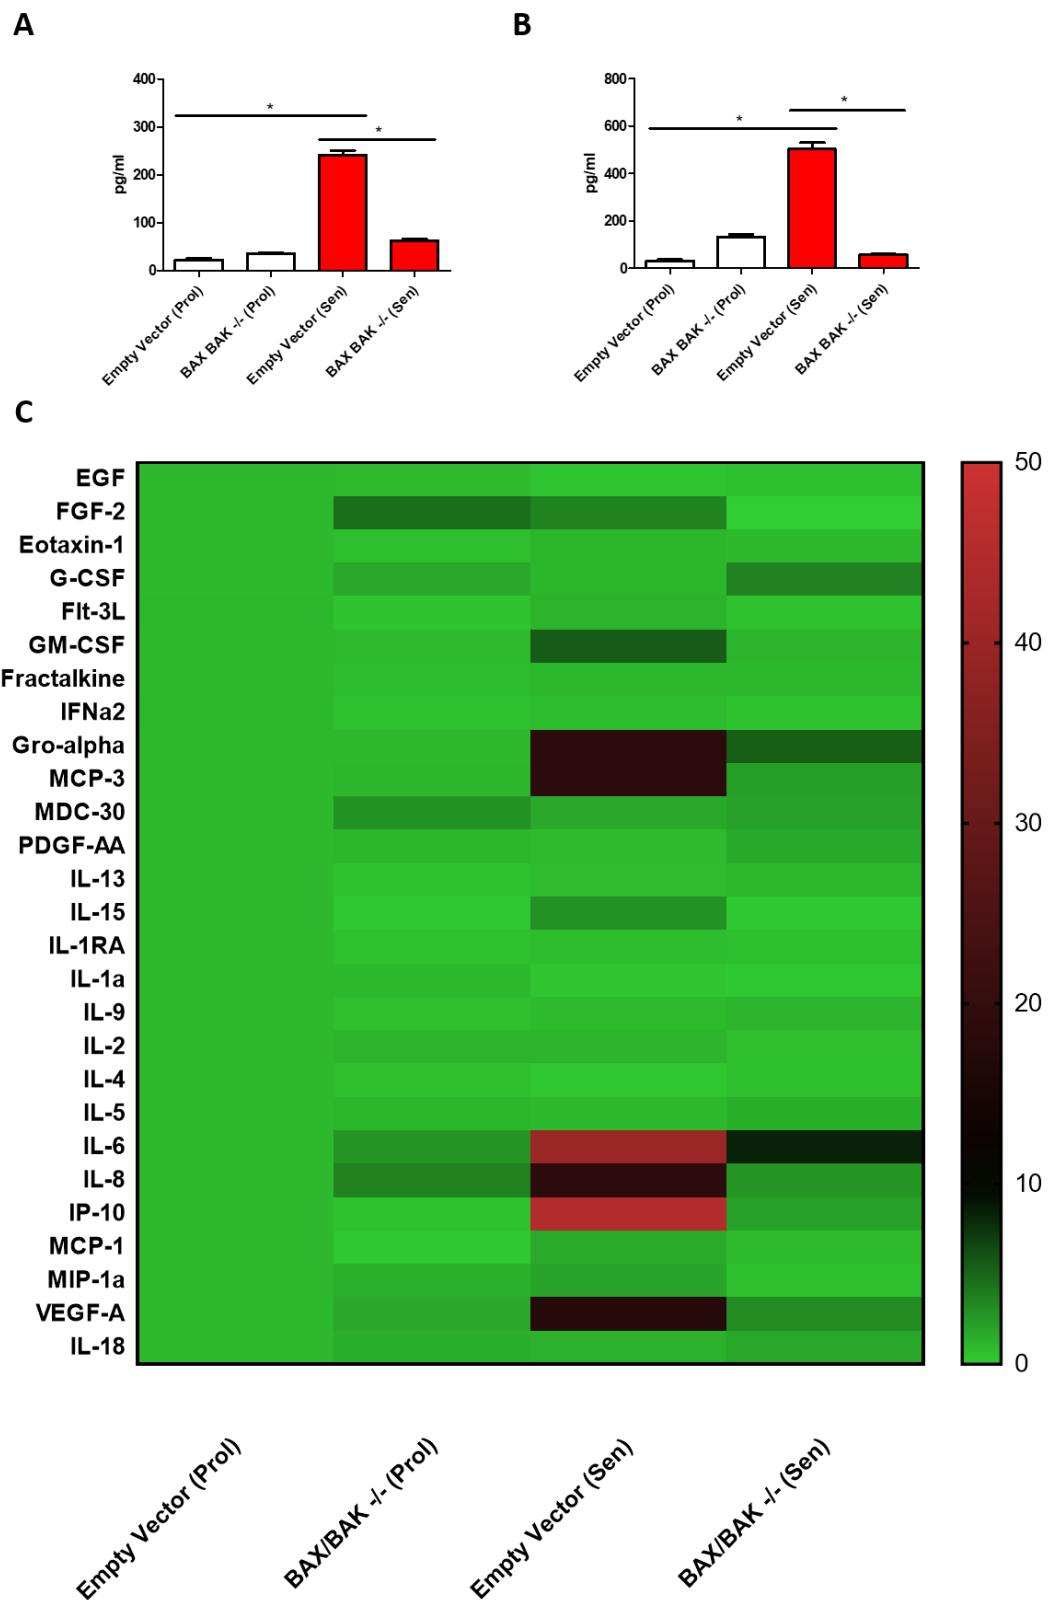 A
B
400
300
200
100
0
pg/ml
*
*
Empty Vector (Prol)
BAX BAK -/- (Prol)
Empty Vector (Sen)
BAX BAK -/- (Sen)
800
600
400
200
0
pg/ml
*
*
Empty Vector (Prol)
BAX BAK -/- (Prol)
Empty Vector (Sen)
BAX BAK -/- (Sen)
C
EGF
FGF-2
Eotaxin-1
G-CSF
Flt-3L
GM-CSF
Fractalkine
IFNa2
Gro-alpha
MCP-3
MDC-30
PDGF-AA
IL-13
IL-15
IL-1RA
IL-1a
IL-9
IL-2
IL-4
IL-5
IL-6
IL-8
IP-10
MCP-1
MIP-1a
VEGF-A
IL-18
50
40
30
20
10
0
Empty Vector (Prol)
BAX/BAK -/- (Prol)
Empty Vector (Sen)
BAX/BAK -/- (Sen)